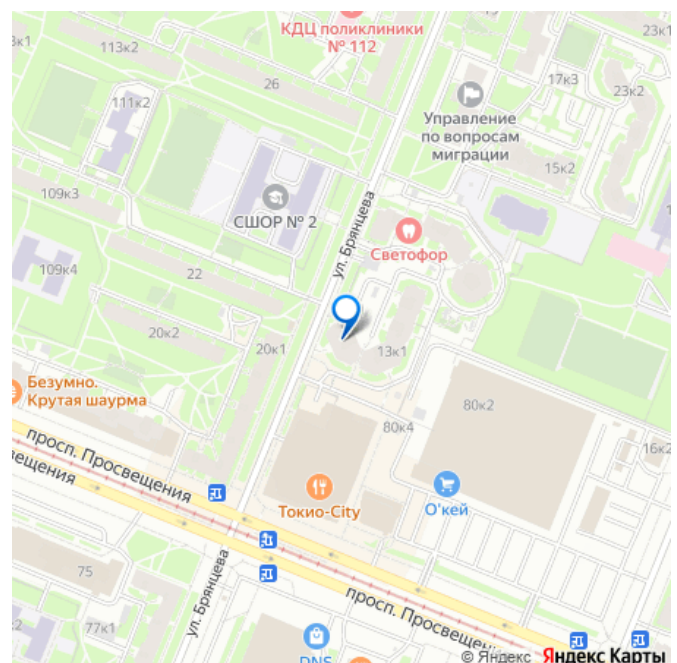 КДЦ поликлиники
№ 112
23к1
113к2
26
17к3
23к2
111к2
Управление
по вопросам
миграции
15к2
109к3
СШОР № 2
ул. Брянцева
Светофор
109к4
22
20к2
20к1
13к1
Безумно.
Крутая шаурма
80к2
80к4
16к2
просп. Просвещения
вещения
Токио-City
О'кей
75
ул. Брянцева
просп. Просвещ
77к1
DNS
© Яндекс Яндекс Карты